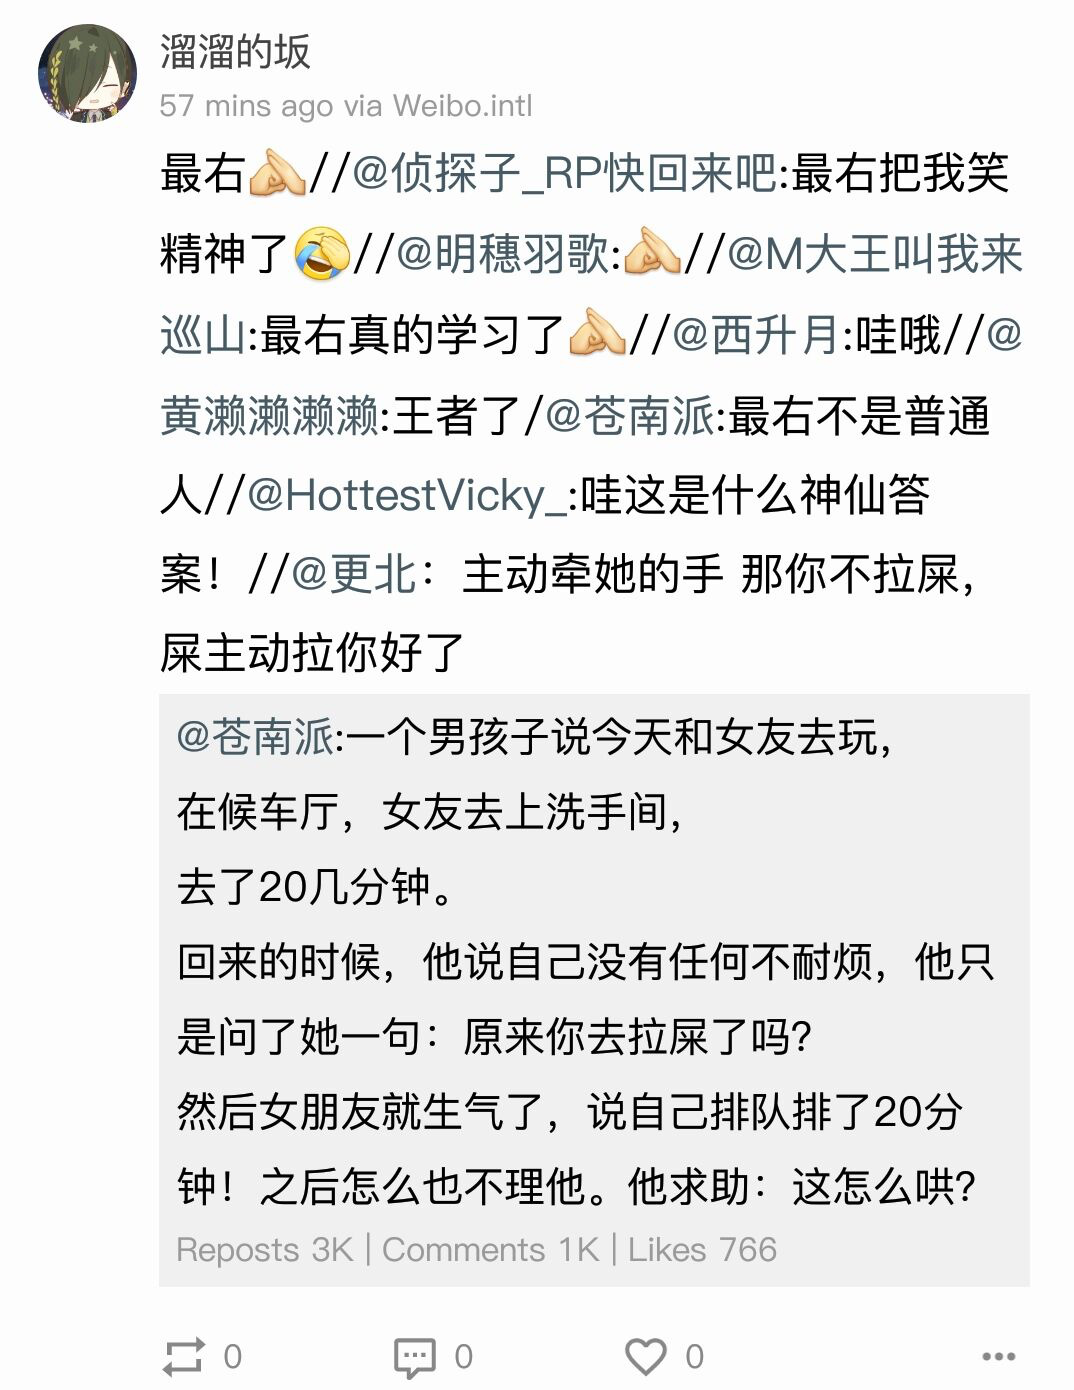 溜溜的坂
57 mins ago via Weibo.intl
最右//@侦探子_RP快回来吧:最右把我笑
精神了//@明穗羽歌://@M大王叫我来
巡山:最右真的学习了//@西升月:哇哦//@
黄濑濑濑濑:王者了/@苍南派:最右不是普通
人//@HottestVicky_:哇这是什么神仙答
案！//@更北：主动牵她的手 那你不拉屎，
屎主动拉你好了
@苍南派:一个男孩子说今天和女友去玩，
在候车厅，女友去上洗手间，
去了20几分钟。
回来的时候，他说自己没有任何不耐烦，他只
是问了她一句：原来你去拉屎了吗？
然后女朋友就生气了，说自己排队排了20分
钟！之后怎么也不理他。他求助：这怎么哄？
Reposts 3K | Comments 1K | Likes 766
0 0 0